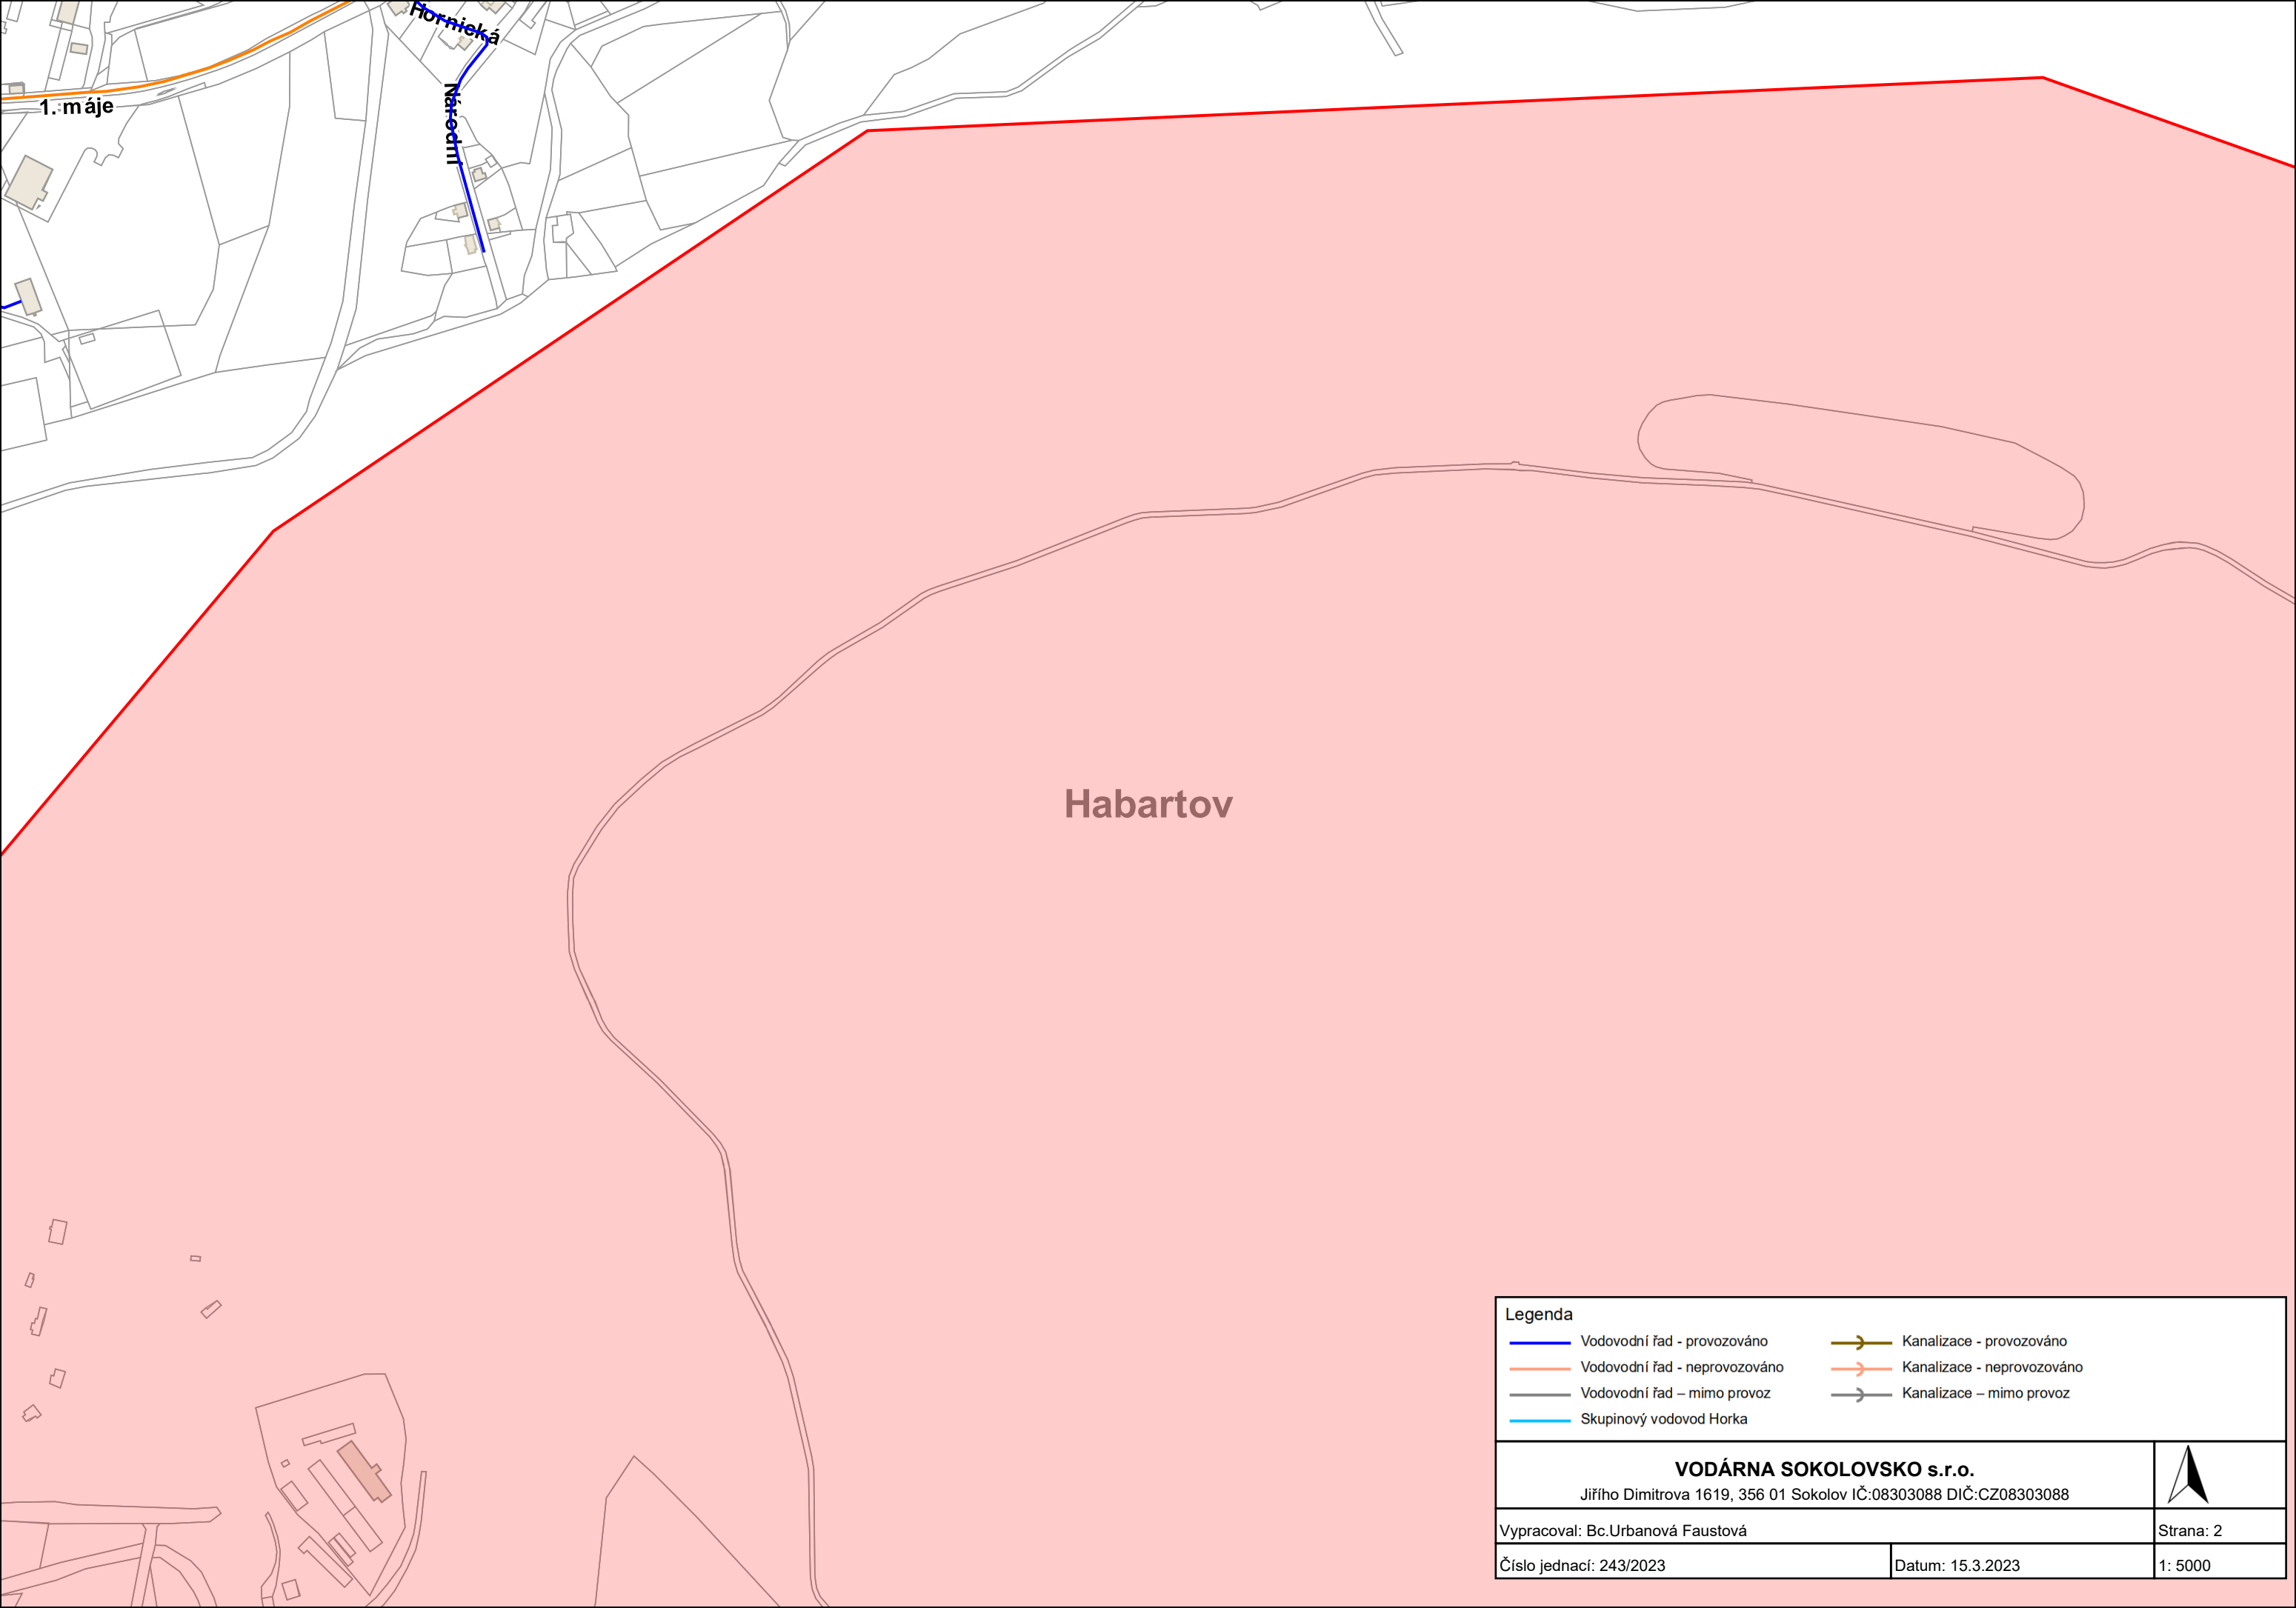 Hornická
1. máje
Národní
Habartov
Legenda
Vodovodní řad - provozováno
Kanalizace - provozováno
Vodovodní řad - neprovozováno
Kanalizace - neprovozováno
Vodovodní řad – mimo provoz
Kanalizace – mimo provoz
Skupinový vodovod Horka
VODÁRNA SOKOLOVSKO s.r.o.
Jiřího Dimitrova 1619, 356 01 Sokolov IČ:08303088 DIČ:CZ08303088
Vypracoval: Bc.Urbanová Faustová
Strana: 2
Číslo jednací: 243/2023
Datum: 15.3.2023
1: 5000